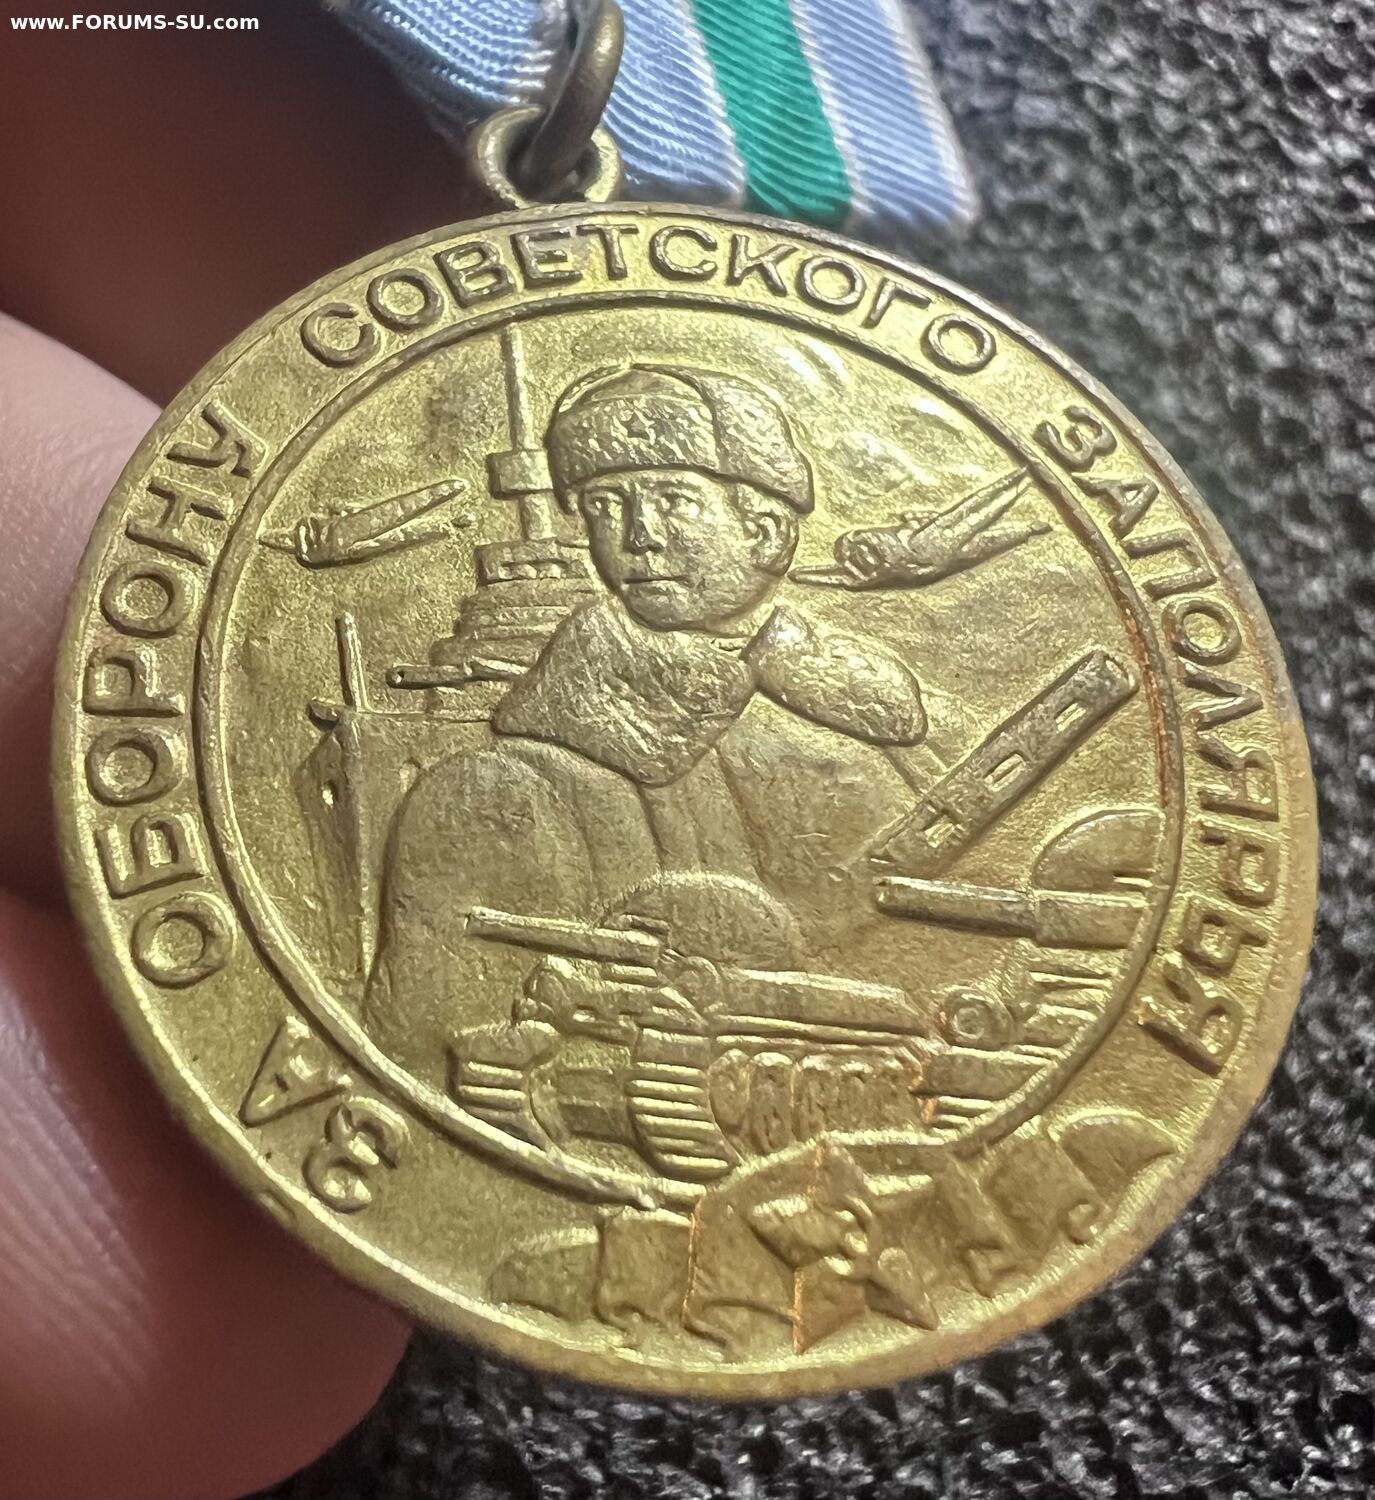 www.FORUMS-SU.com
ЗА ОБОРОНУ СОВЕТСКОГО ЗАПОЛЯРЬЯ